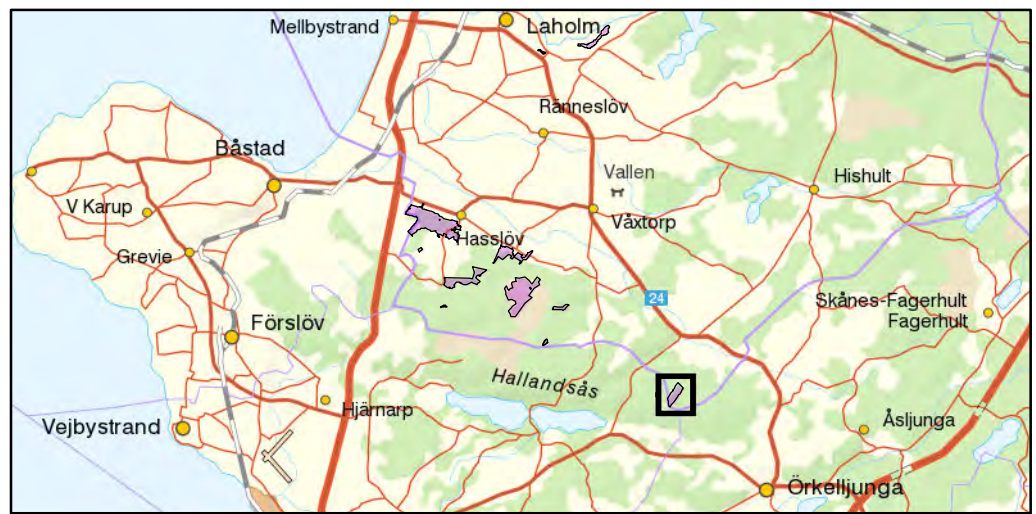 Mellbystrand
Laholm
Ränneslöv
Båstad
Vallen
Hishult
V Karup
Våxtorp
Hasslöv
Grevie
24
Skånes-Fagerhult
Fagerhult
Förslöv
Hallandsås
Hjärnarp
Vejbystrand
Åsljunga
Örkelljunga